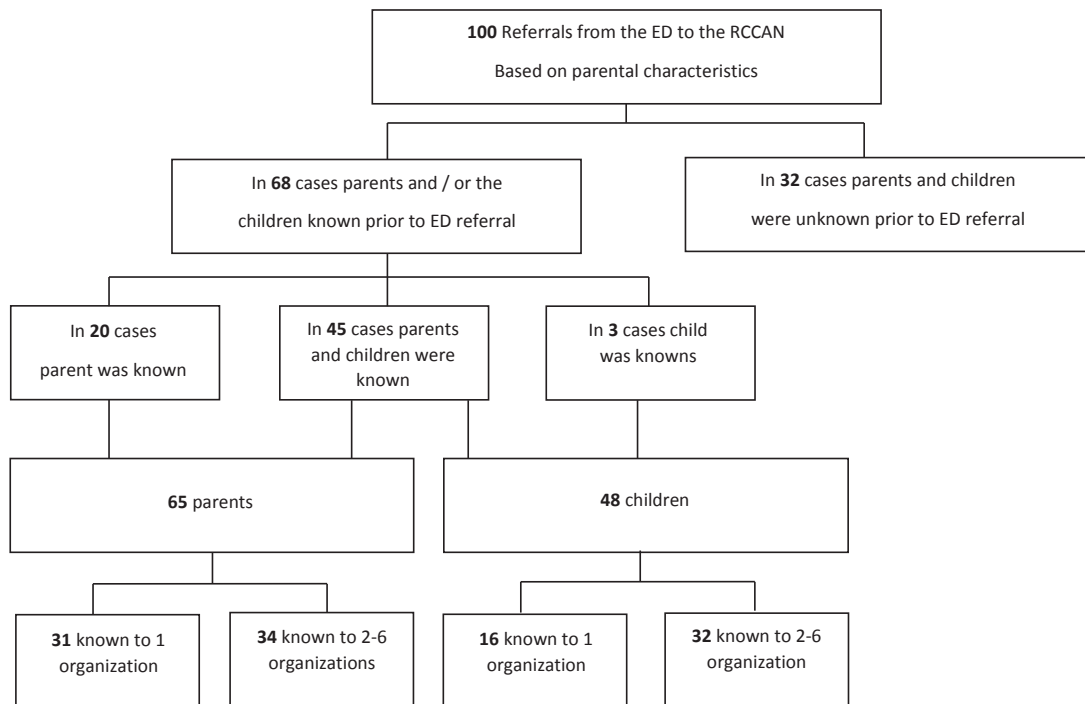 100 Referrals from the ED to the RCCAN
Based on parental characteristics
In 68 cases parents and / or the
children known prior to ED referral
In 32 cases parents and children
were unknown prior to ED referral
In 20 cases
parent was known
In 45 cases parents
and children were
known
In 3 cases child
was knowns
65 parents
48 children
31 known to 1
organization
34 known to 2-6
organizations
16 known to 1
organization
32 known to 2-6
organization